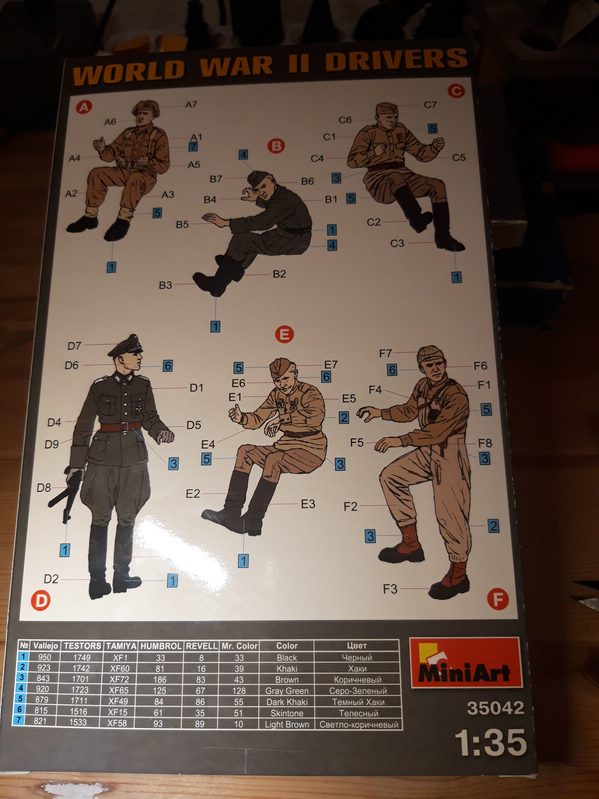 WORLD WAR II DRIVERS
A
A7
A6
A1
7
A4
A5
A2
A3
5
1
B
4
B7
B6
B4
B1
B5
1
4
B2
B3
1
C
C7
C6
5
C1
C4
C5
3
5
C2
C3
1
D7
D6
6
D1
D4
D5
D9
3
D8
1
D2
1
D
E
5
E7
E6
6
E1
E5
2
E4
5
3
E2
E3
1
F7
F6
6
F1
F4
5
F5
F8
3
F2
3
2
F3
F
№ Vallejo TESTORS TAMIYA HUMBROL REVELL Mr. Color Color Цвет
1 950 1749 XF1 33 8 33 Black Черный
2 923 1742 XF60 81 16 39 Khaki Хаки
3 843 1701 XF72 186 83 43 Brown Коричневый
4 920 1723 XF65 125 67 128 Gray Green Серо-Зеленый
5 879 1711 XF49 84 86 55 Dark Khaki Темный Хаки
6 815 1516 XF15 61 35 51 Skintone Телесный
7 821 1533 XF58 93 89 10 Light Brown Светло-коричневый
MiniArt
35042
1:35